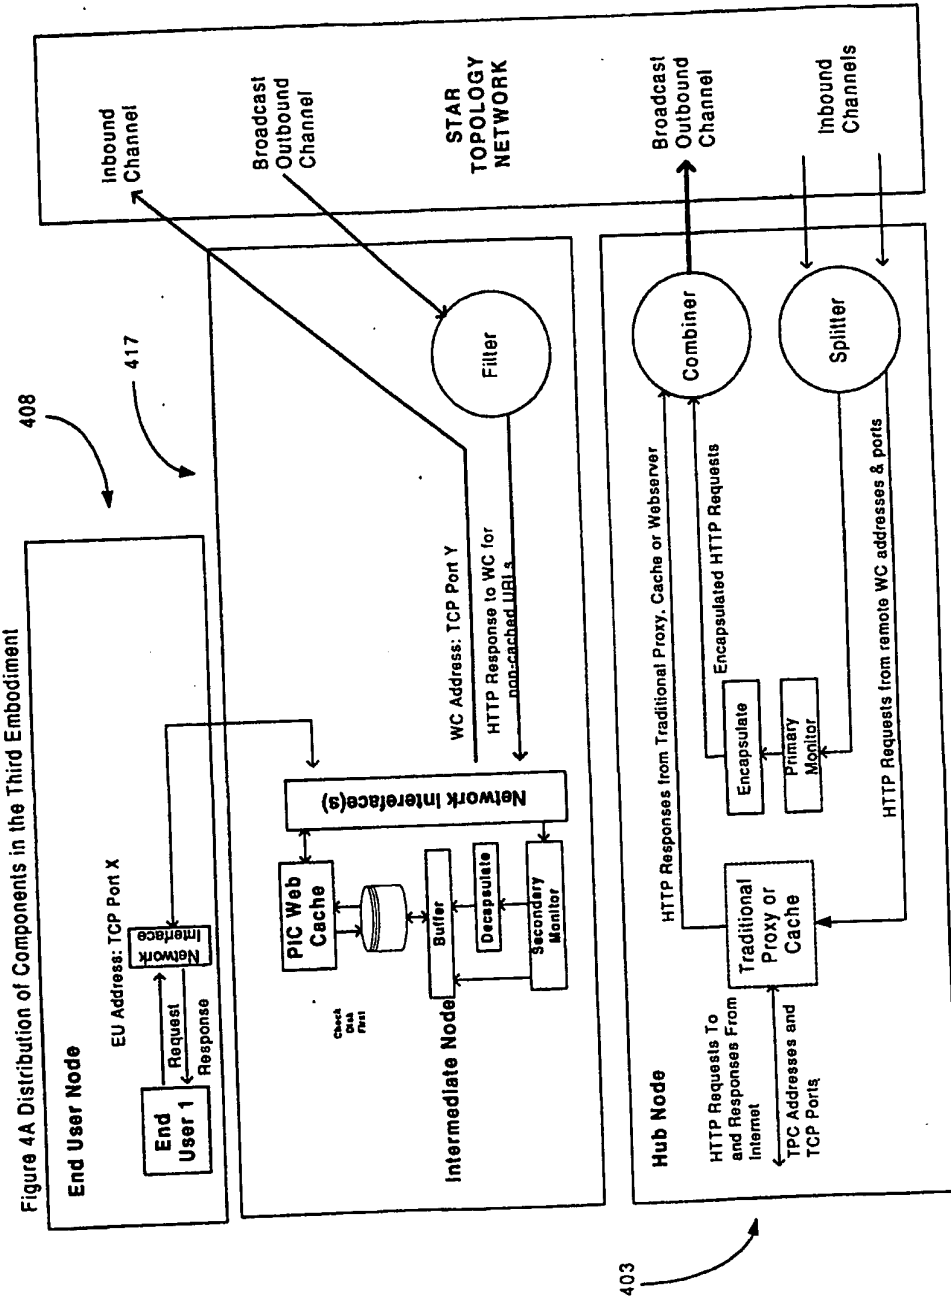 Figure 4A Distribution of Components in the Third Embodiment
End User Node
End
User 1
Request
Response
EU Address: TCP Port X
Network
Interface
408
417
Intermediate Node
Check
Disk
First
PIC Web
Cache
Buffer
Decapsulate
Secondary
Monitor
Network Intereface(s)
WC Address: TCP Port Y
HTTP Response to WC for
non-cached URLs
Filter
Hub Node
HTTP Requests To
and Responses From
Internet
TPC Addresses and
TCP Ports
Traditional
Proxy or
Cache
HTTP Responses from Traditional Proxy, Cache or Webserver
Encapsulated HTTP Requests
Encapsulate
Primary
Monitor
HTTP Requests from remote WC addresses & ports
Combiner
Splitter
403
Inbound
Channel
Broadcast
Outbound
Channel
STAR
TOPOLOGY
NETWORK
Broadcast
Outbound
Channel
Inbound
Channels